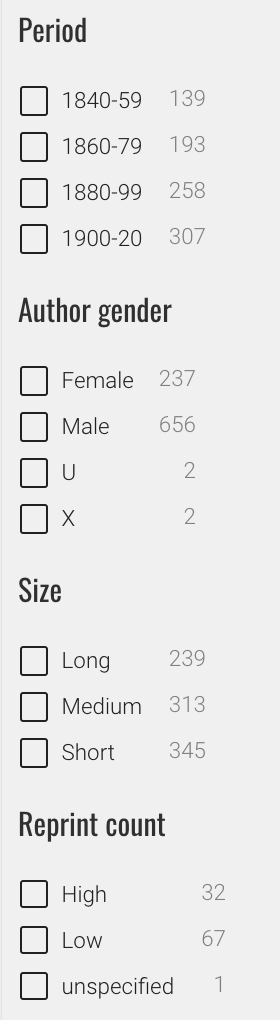 Period
1840-59 139
1860-79 193
1880-99 258
1900-20 307
Author gender
Female 237
Male 656
U 2
X 2
Size
Long 239
Medium 313
Short 345
Reprint count
High 32
Low 67
unspecified 1